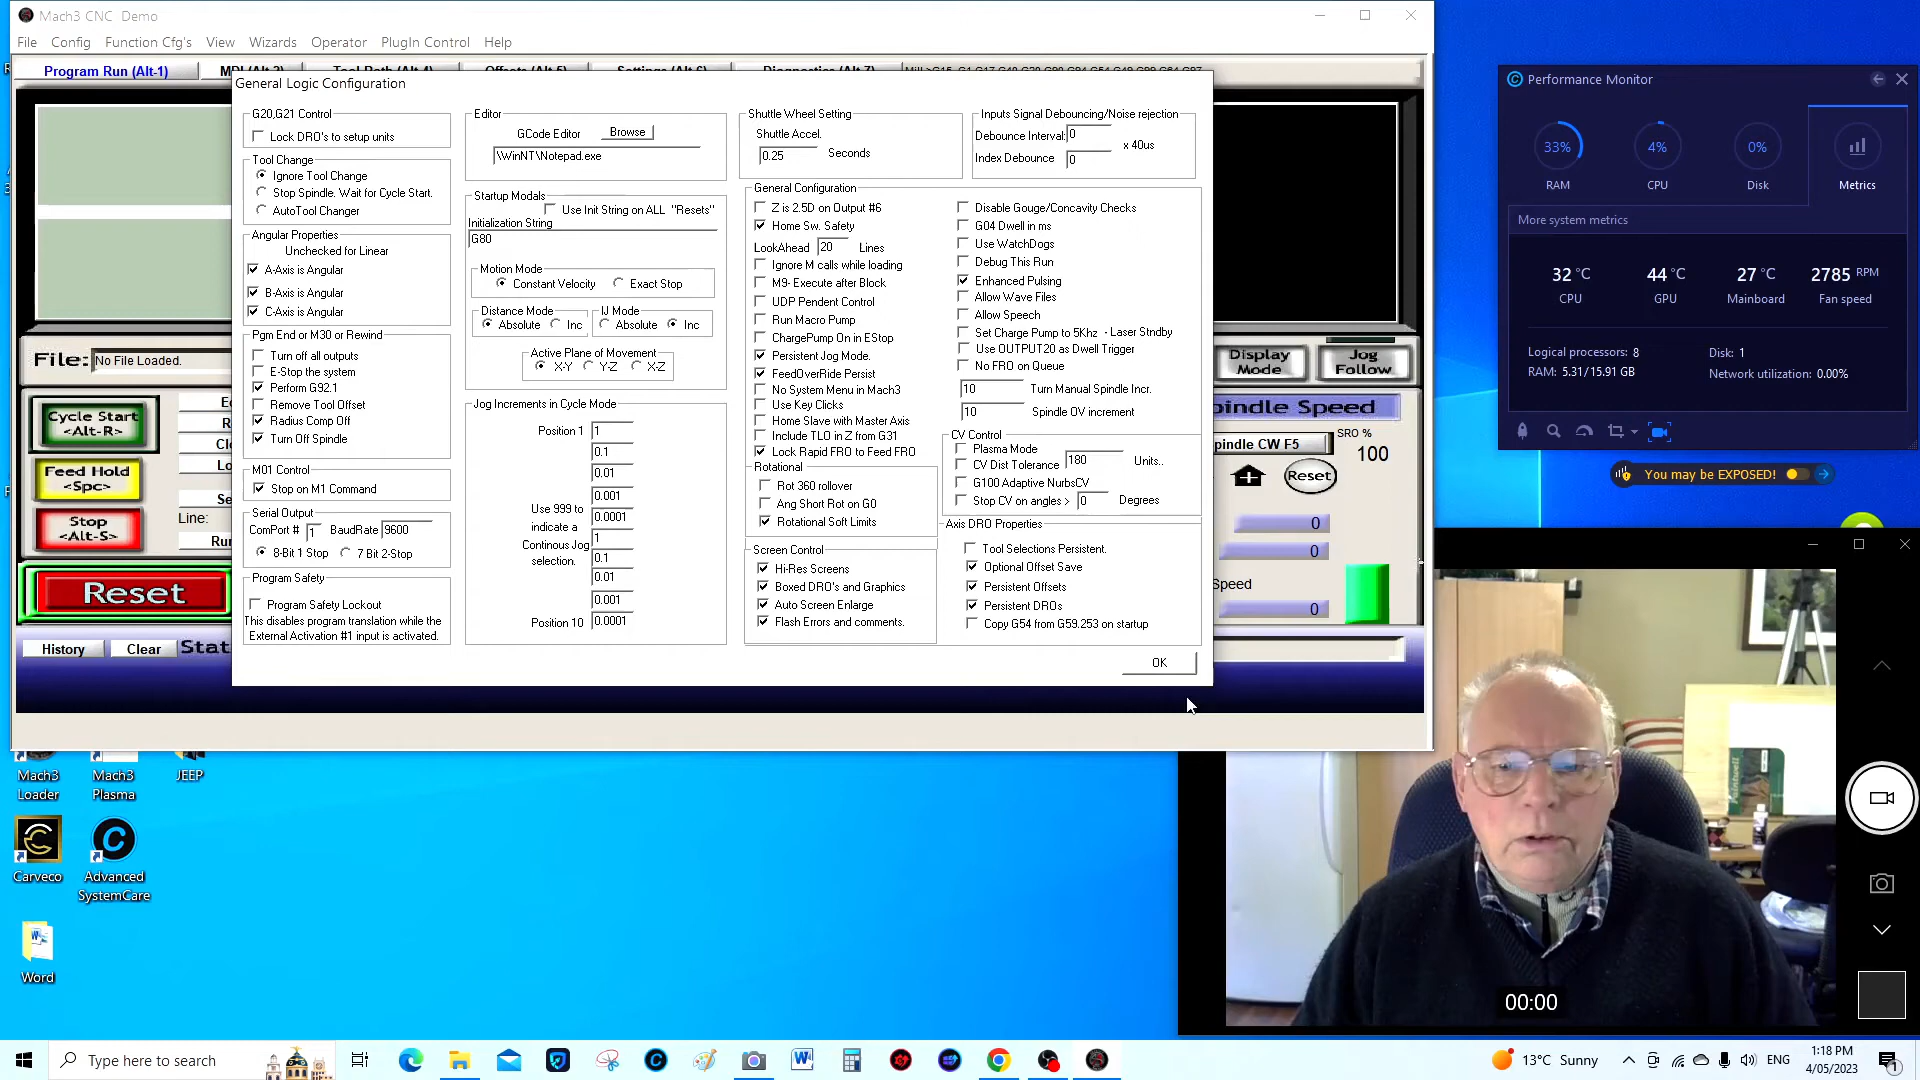 Mach3 CNC  Demo
File Config Function Cfg's View Wizards Operator PlugIn Control Help
Program Run (Alt-1)
General Logic Configuration
G20,G21 Control
Lock DRO's to setup units
Tool Change
Ignore Tool Change
Stop Spindle. Wait for Cycle Start.
AutoTool Changer
Angular Properties
Unchecked for Linear
A-Axis is Angular
B-Axis is Angular
C-Axis is Angular
Pgm End or M30 or Rewind
Turn off all outputs
E-Stop the system
Perform G92.1
Remove Tool Offset
Radius Comp Off
Turn Off Spindle
M01 Control
Stop on M1 Command
Serial Output
ComPort # 1 BaudRate 9600
8-Bit 1 Stop 7 Bit 2-Stop
Program Safety
Program Safety Lockout
This disables program translation while the
External Activation #1 input is activated.
Editor
GCode Editor Browse
\WinNT\Notepad.exe
Startup Modals
Use Init String on ALL "Resets"
Initialization String
G80
Motion Mode
Constant Velocity Exact Stop
Distance Mode
Absolute Inc
IJ Mode
Absolute Inc
Active Plane of Movement
X-Y Y-Z X-Z
Jog Increments in Cycle Mode
Position 1 1
0.1
0.01
0.001
0.0001
1
0.1
0.01
0.001
Position 10 0.0001
Use 999 to
indicate a
Continous Jog
selection.
Shuttle Wheel Setting
Shuttle Accel.
0.25 Seconds
Inputs Signal Debouncing/Noise rejection
Debounce Interval: 0
x 40us
Index Debounce 0
General Configuration
Z is 2.5D on Output #6
Home Sw. Safety
LookAhead 20 Lines
Ignore M calls while loading
M9- Execute after Block
UDP Pendent Control
Run Macro Pump
ChargePump On in EStop
Persistent Jog Mode.
FeedOverRide Persist
No System Menu in Mach3
Use Key Clicks
Home Slave with Master Axis
Include TLO in Z from G31
Lock Rapid FRO to Feed FRO
Rotational
Rot 360 rollover
Ang Short Rot on G0
Rotational Soft Limits
Screen Control
Hi-Res Screens
Boxed DRO's and Graphics
Auto Screen Enlarge
Flash Errors and comments.
Disable Gouge/Concavity Checks
G04 Dwell in ms
Use WatchDogs
Debug This Run
Enhanced Pulsing
Allow Wave Files
Allow Speech
Set Charge Pump to 5Khz - Laser Stndby
Use OUTPUT20 as Dwell Trigger
No FRO on Queue
10 Turn Manual Spindle Incr.
10 Spindle OV increment
CV Control
Plasma Mode
CV Dist Tolerance 180 Units..
G100 Adaptive NurbsCV
Stop CV on angles > 0 Degrees
Axis DRO Properties
Tool Selections Persistent.
Optional Offset Save
Persistent Offsets
Persistent DROs
Copy G54 from G59.253 on startup
OK
File: No File Loaded.
Cycle Start
<Alt-R>
Feed Hold
<Spc>
Stop
<Alt-S>
Line:
Reset
History Clear
Display
Mode
Jog
Follow
pindle Speed
pindle CW F5
SRO %
100
Reset
0
0
Speed
0
Performance Monitor
33% 4% 0%
RAM CPU Disk Metrics
More system metrics
32 °C 44 °C 27 °C 2785 RPM
CPU GPU Mainboard Fan speed
Logical processors: 8 Disk: 1
RAM: 5.31/15.91 GB Network utilization: 0.00%
You may be EXPOSED!
Mach3
Loader
Mach3
Plasma
JEEP
Carveco
Advanced
SystemCare
Word
00:00
Type here to search
13°C Sunny
ENG
1:18 PM
4/05/2023